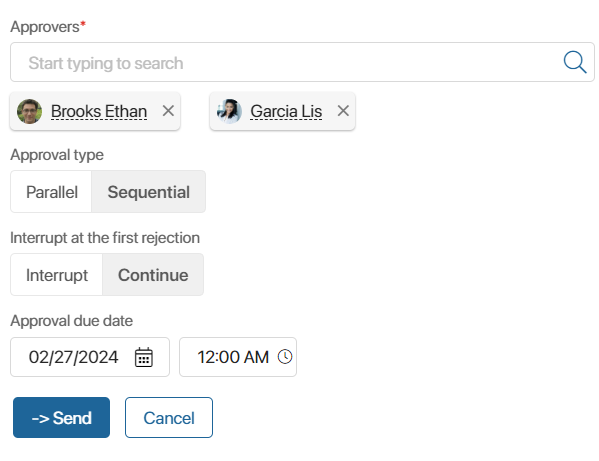 Approvers*
Start typing to search
Brooks Ethan Garcia Lis
Approval type
Parallel Sequential
Interrupt at the first rejection
Interrupt Continue
Approval due date
02/27/2024 12:00 AM
-> Send Cancel